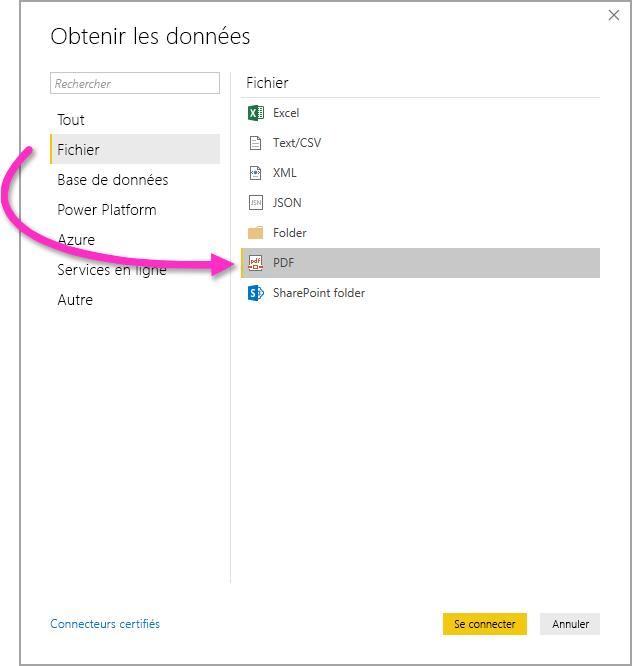 Obtenir les données
Rechercher
Tout
Fichier
Base de données
Power Platform
Azure
Services en ligne
Autre
Fichier
Excel
Text/CSV
XML
JSON
Folder
PDF
SharePoint folder
Connecteurs certifiés
Se connecter
Annuler